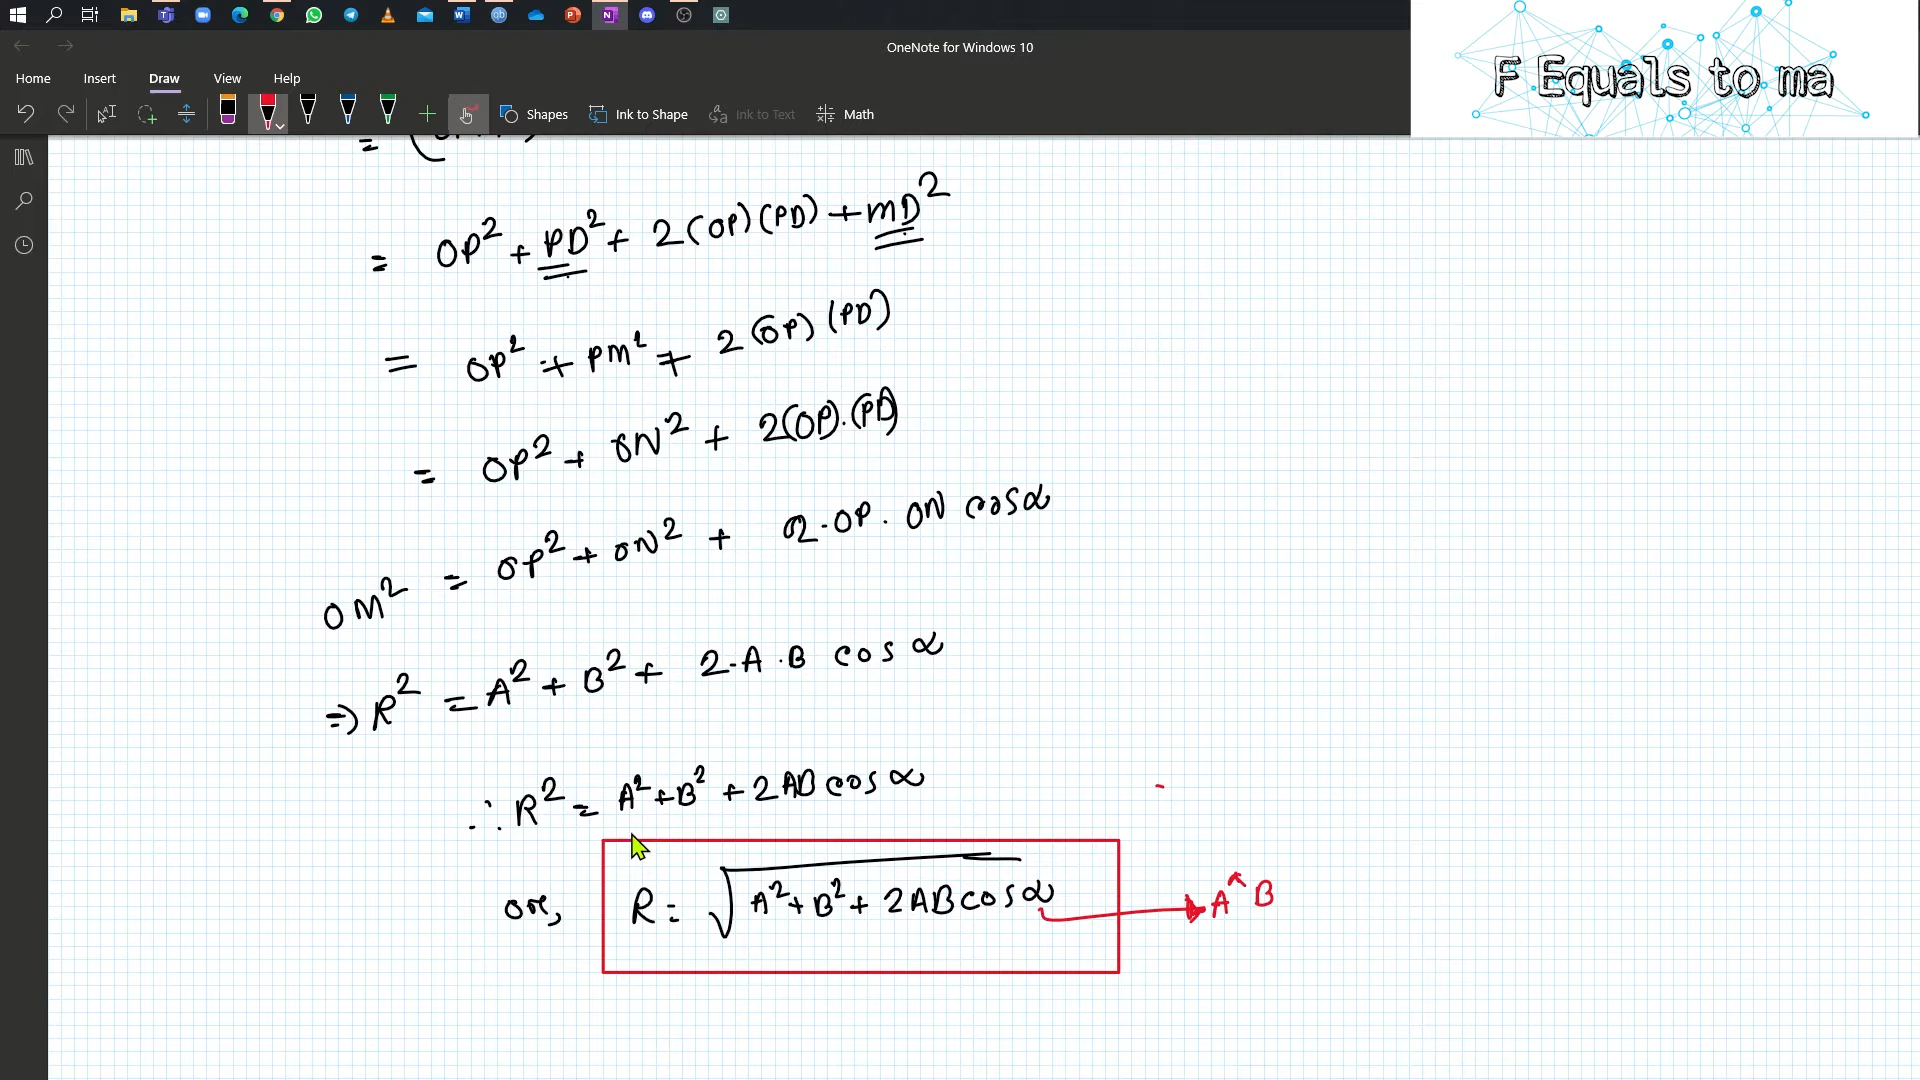 OneNote for Windows 10
F Equals to ma
Home Insert Draw View Help
Shapes Ink to Shape Ink to Text Math
=
= OP² + PD² + 2(OP)(PD) + MD²
= OP² + PM² + 2(OP)(PD)
= OP² + ON² + 2(OP).(PD)
OM² = OP² + ON² + 2.OP.ON cosα
⇒ R² = A² + B² + 2.A.B cos α
∴ R² = A² + B² + 2AB cos α
or, R = √A² + B² + 2AB cos α
A ^ B